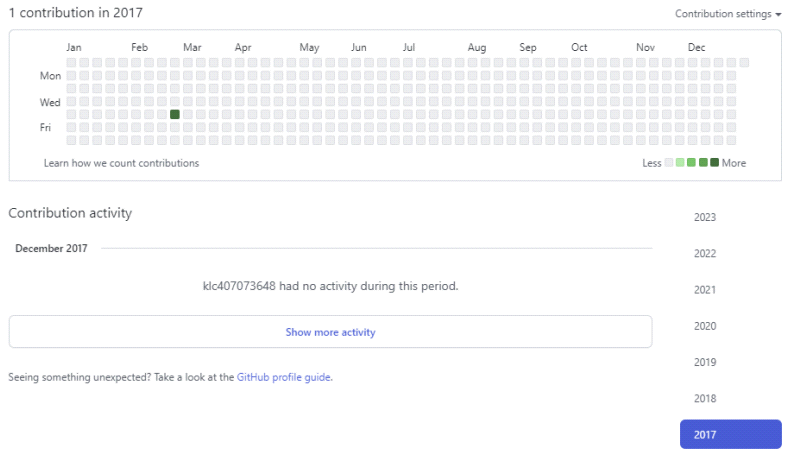 1 contribution in 2017
Contribution settings
Jan Feb Mar Apr May Jun Jul Aug Sep Oct Nov Dec
Mon
Wed
Fri
Learn how we count contributions
Less More
Contribution activity
December 2017
klc407073648 had no activity during this period.
Show more activity
Seeing something unexpected? Take a look at the GitHub profile guide.
2023
2022
2021
2020
2019
2018
2017